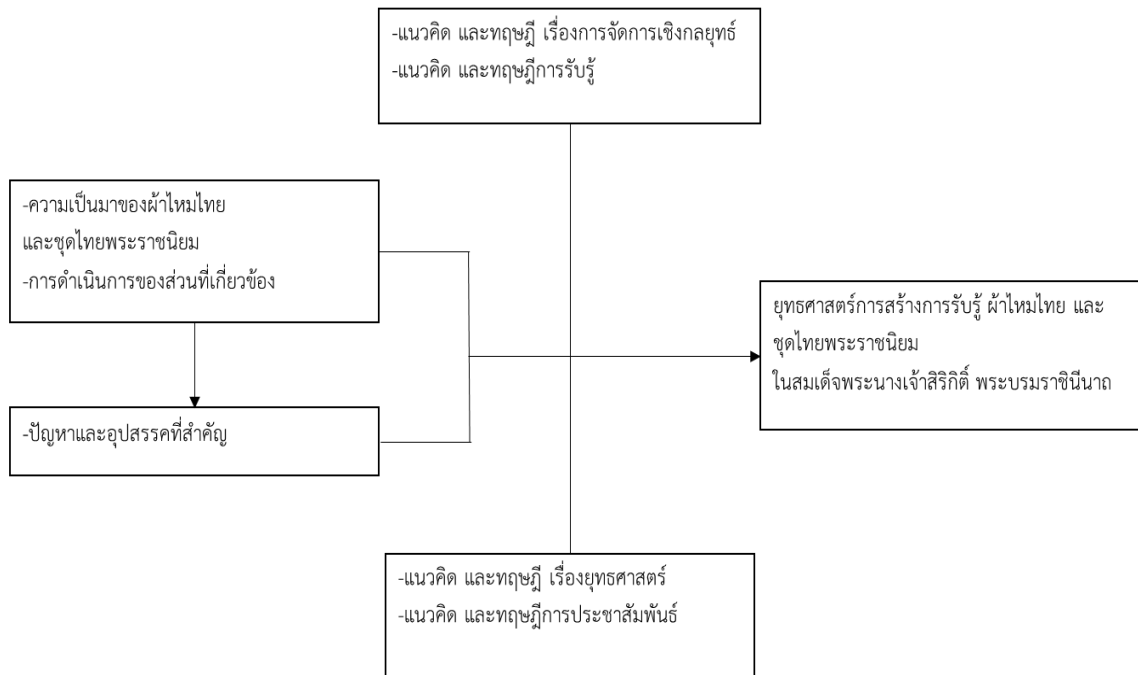 -แนวคิด และทฤษฎี เรื่องการจัดการเชิงกลยุทธ์
-แนวคิด และทฤษฎีการรับรู้
-ความเป็นมาของผ้าไหมไทย
และชุดไทยพระราชนิยม
-การดำเนินการของส่วนที่เกี่ยวข้อง
ยุทธศาสตร์การสร้างการรับรู้ ผ้าไหมไทย และ
ชุดไทยพระราชนิยม
ในสมเด็จพระนางเจ้าสิริกิติ์ พระบรมราชินีนาถ
-ปัญหาและอุปสรรคที่สำคัญ
-แนวคิด และทฤษฎี เรื่องยุทธศาสตร์
-แนวคิด และทฤษฎีการประชาสัมพันธ์